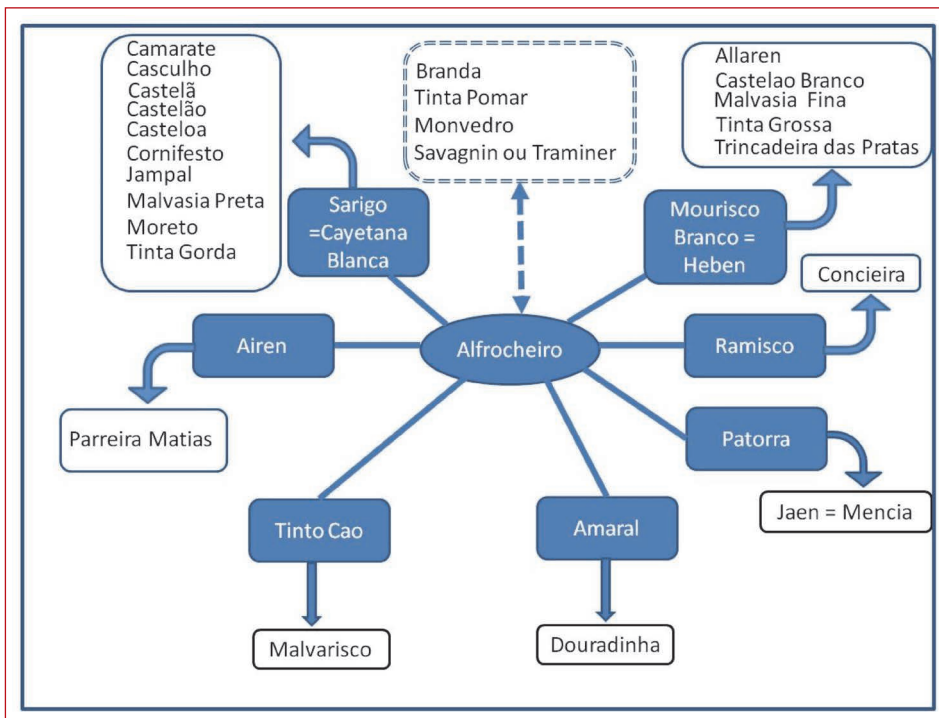 Camarate
Casculho
Castelã
Castelão
Casteloa
Cornifesto
Jampal
Malvasia Preta
Moreto
Tinta Gorda
Branda
Tinta Pomar
Monvedro
Savagnin ou Traminer
Allaren
Castelao Branco
Malvasia Fina
Tinta Grossa
Trincadeira das Pratas
Sarigo
=Cayetana
Blanca
Mourisco
Branco =
Heben
Concieira
Airen
Alfrocheiro
Ramisco
Parreira Matias
Patorra
Jaen = Mencia
Tinto Cao
Amaral
Malvarisco
Douradinha